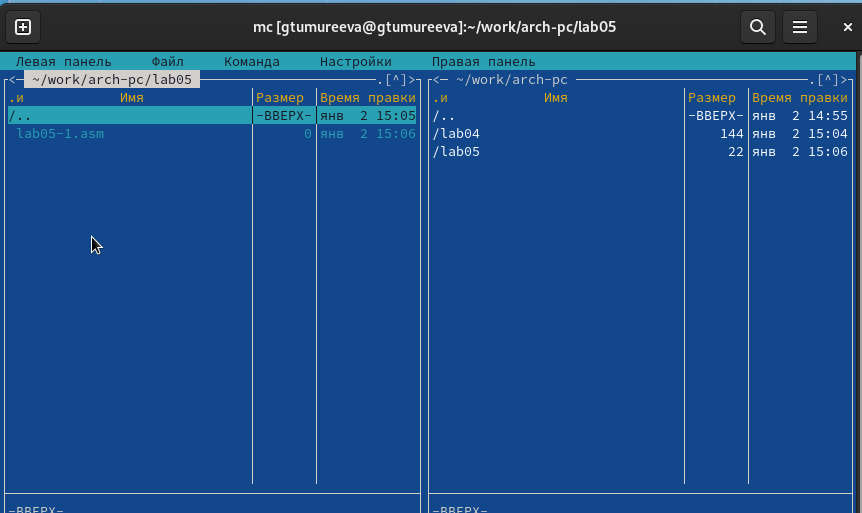 mc [gtumureeva@gtumureeva]:~/work/arch-pc/lab05
Левая панель Файл Команда Настройки Правая панель
<─ ~/work/arch-pc/lab05 .[^]>
.и Имя Размер Время правки
/.. -ВВЕРХ- янв 2 15:05
lab05-1.asm 0 янв 2 15:06
-ВВЕРХ-
<─ ~/work/arch-pc .[^]>
.и Имя Размер Время правки
/.. -ВВЕРХ- янв 2 14:55
/lab04 144 янв 2 15:04
/lab05 22 янв 2 15:06
-ВВЕРХ-